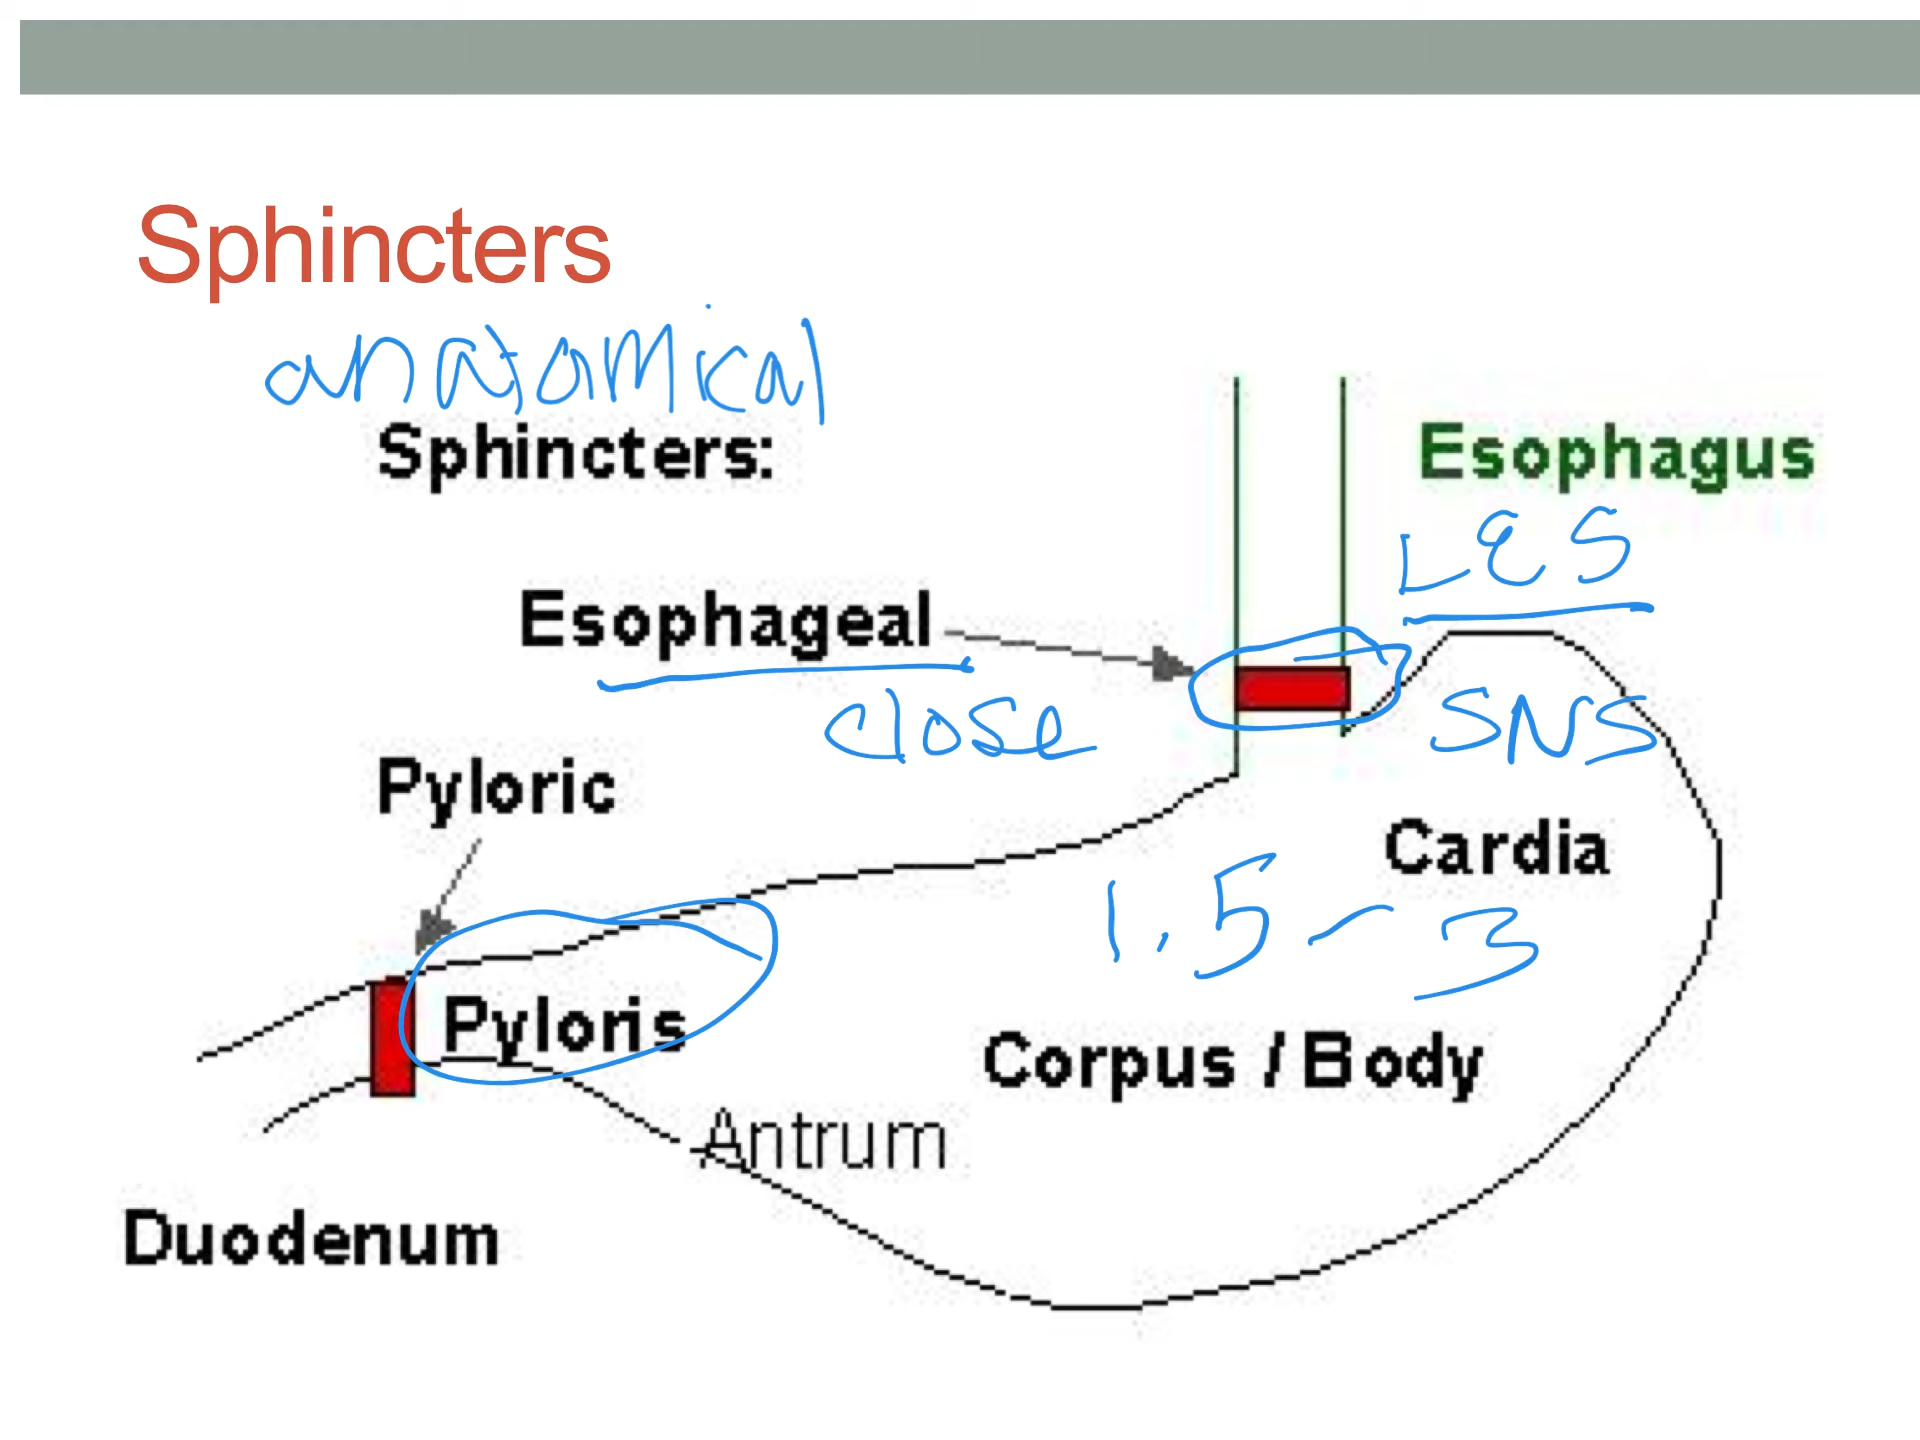 Sphincters
anatomical
Sphincters:
Esophagus
LES
Esophageal
close
SNS
Pyloric
Cardia
1.5 - 3
Pyloris
Corpus / Body
Antrum
Duodenum